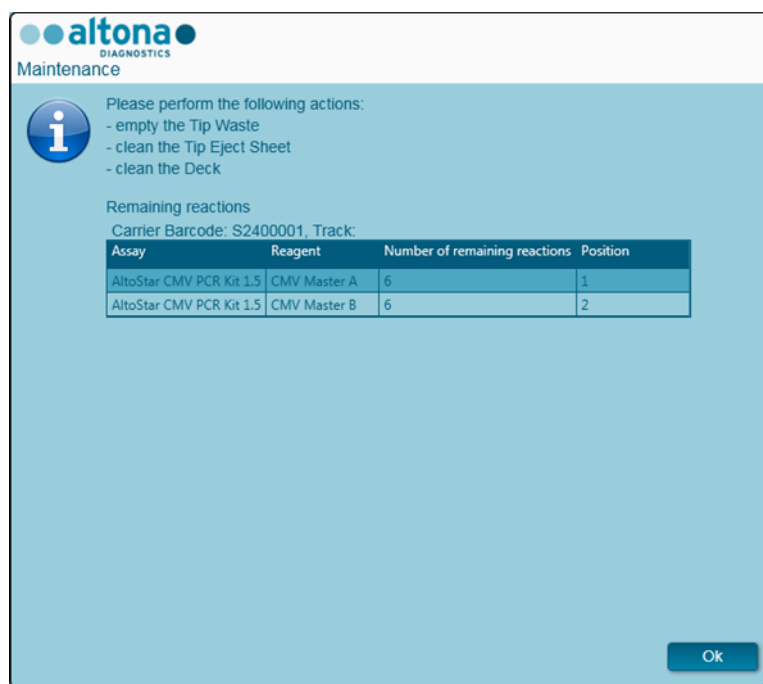 altona
DIAGNOSTICS
Maintenance
Please perform the following actions:
- empty the Tip Waste
- clean the Tip Eject Sheet
- clean the Deck
Remaining reactions
Carrier Barcode: S2400001, Track:
Assay Reagent Number of remaining reactions Position
AltoStar CMV PCR Kit 1.5 CMV Master A 6 1
AltoStar CMV PCR Kit 1.5 CMV Master B 6 2
Ok